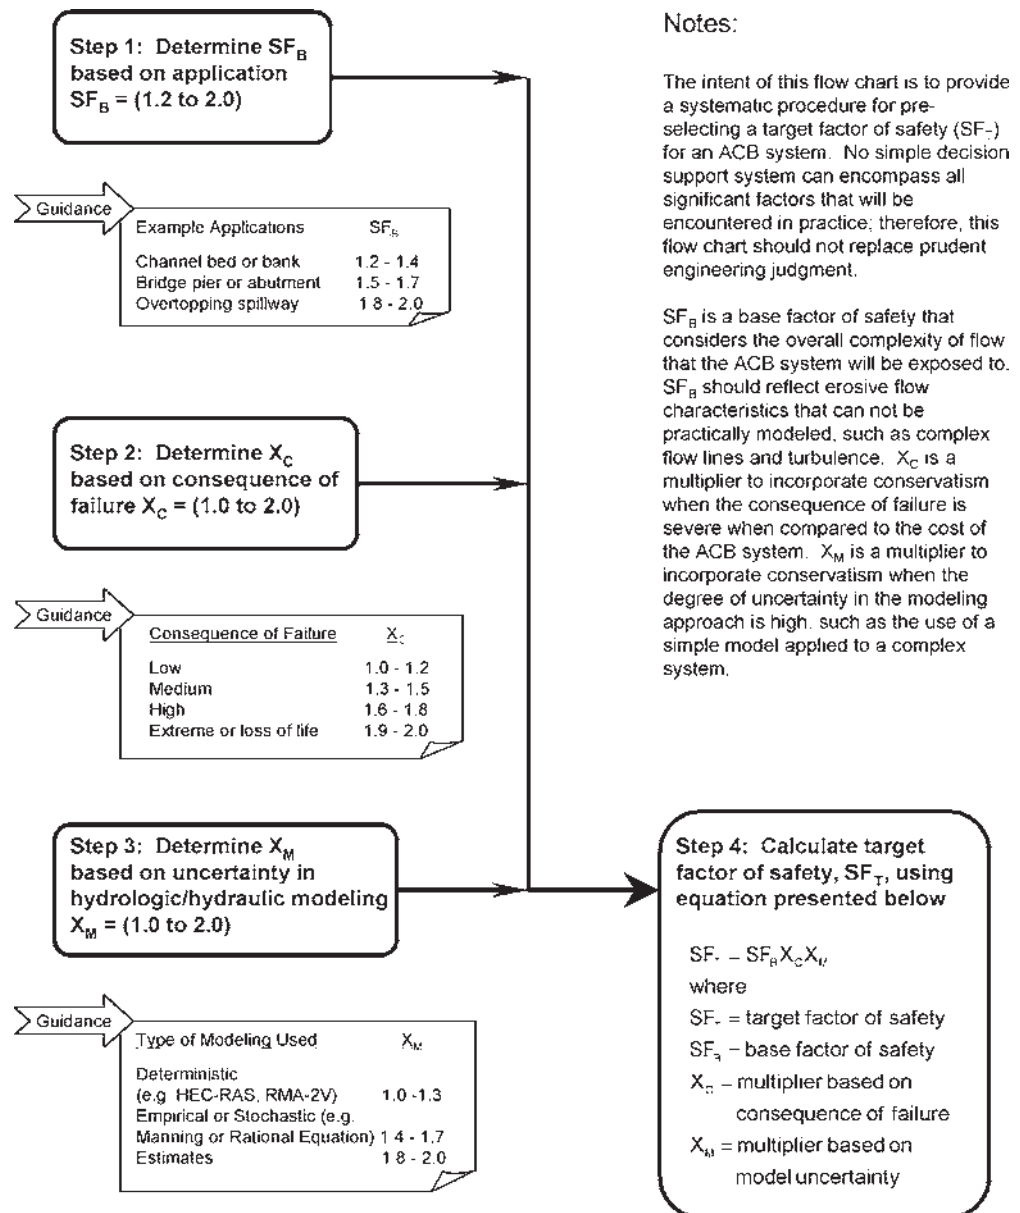 Step 1: Determine SF_B
based on application
SF_B = (1.2 to 2.0)
Guidance
Example Applications SF_B
Channel bed or bank 1.2 - 1.4
Bridge pier or abutment 1.5 - 1.7
Overtopping spillway 1 8 - 2.0
Step 2: Determine X_C
based on consequence of
failure X_C = (1.0 to 2.0)
Guidance
Consequence of Failure X_C
Low 1.0 - 1.2
Medium 1.3 - 1.5
High 1.6 - 1.8
Extreme or loss of life 1.9 - 2.0
Step 3: Determine X_M
based on uncertainty in
hydrologic/hydraulic modeling
X_M = (1.0 to 2.0)
Guidance
Type of Modeling Used X_M
Deterministic
(e.g HEC-RAS, RMA-2V) 1.0 -1.3
Empirical or Stochastic (e.g.
Manning or Rational Equation) 1 4 - 1.7
Estimates 1 8 - 2.0
Notes:
The intent of this flow chart is to provide
a systematic procedure for pre-
selecting a target factor of safety (SF_T)
for an ACB system. No simple decision
support system can encompass all
significant factors that will be
encountered in practice; therefore, this
flow chart should not replace prudent
engineering judgment.
SF_B is a base factor of safety that
considers the overall complexity of flow
that the ACB system will be exposed to.
SF_B should reflect erosive flow
characteristics that can not be
practically modeled, such as complex
flow lines and turbulence. X_C is a
multiplier to incorporate conservatism
when the consequence of failure is
severe when compared to the cost of
the ACB system. X_M is a multiplier to
incorporate conservatism when the
degree of uncertainty in the modeling
approach is high. such as the use of a
simple model applied to a complex
system.
Step 4: Calculate target
factor of safety, SF_T, using
equation presented below
SF_T = SF_B X_C X_M
where
SF_T = target factor of safety
SF_B = base factor of safety
X_C = multiplier based on
consequence of failure
X_M = multiplier based on
model uncertainty